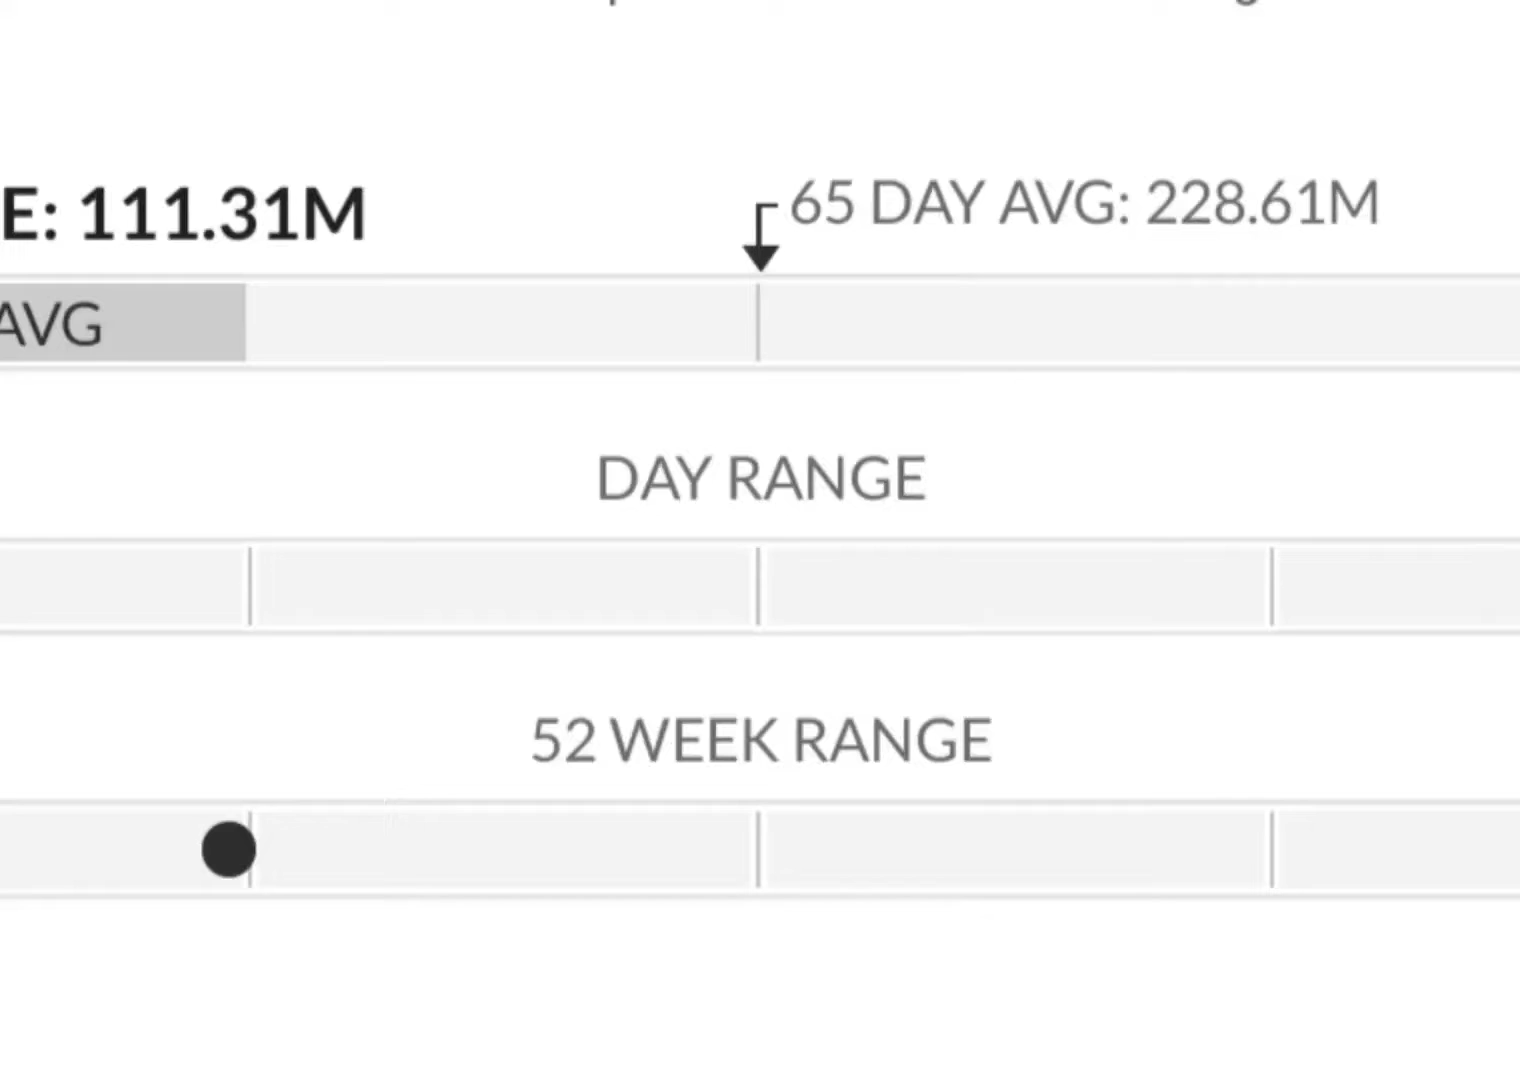 E: 111.31M
65 DAY AVG: 228.61M
AVG
DAY RANGE
52 WEEK RANGE